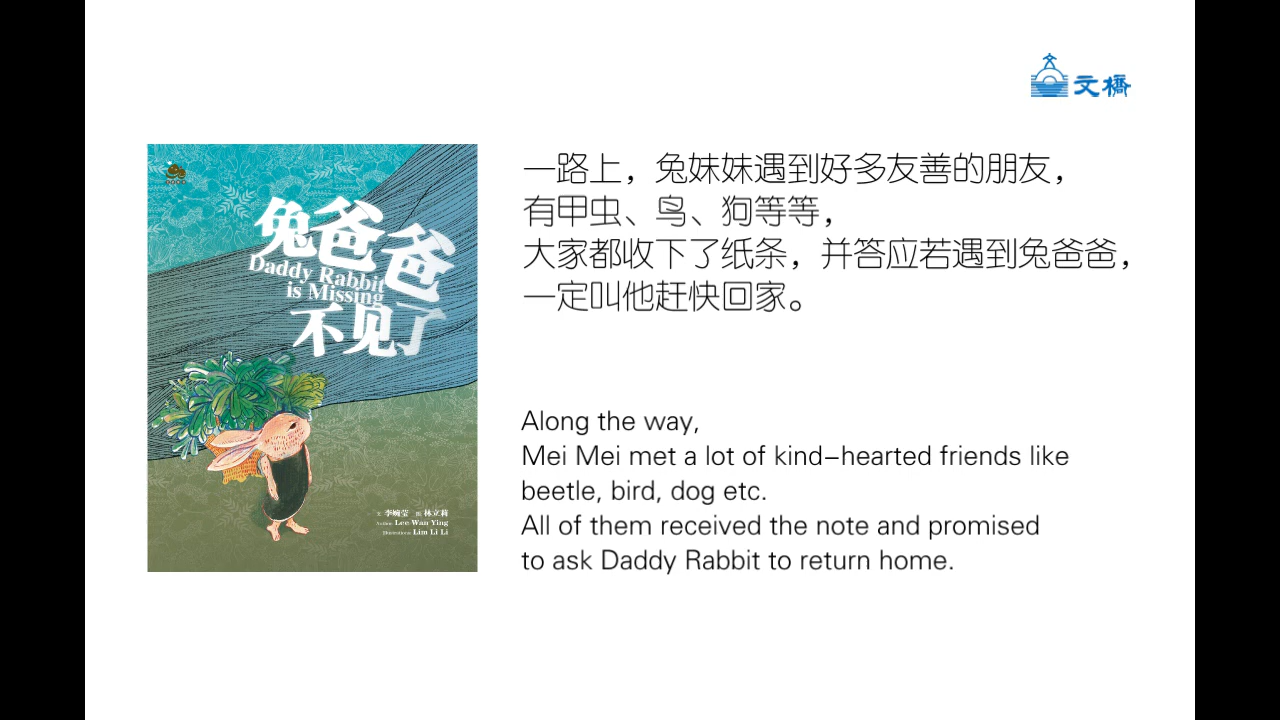 文橋
兔爸爸
Daddy Rabbit
is Missing
不见了
文 李婉莹 图 林立莉
Author Lee Wan Ying
Illustrations Lim Li Li
一路上，兔妹妹遇到好多友善的朋友，
有甲虫、鸟、狗等等，
大家都收下了纸条，并答应若遇到兔爸爸，
一定叫他赶快回家。
Along the way,
Mei Mei met a lot of kind-hearted friends like
beetle, bird, dog etc.
All of them received the note and promised
to ask Daddy Rabbit to return home.